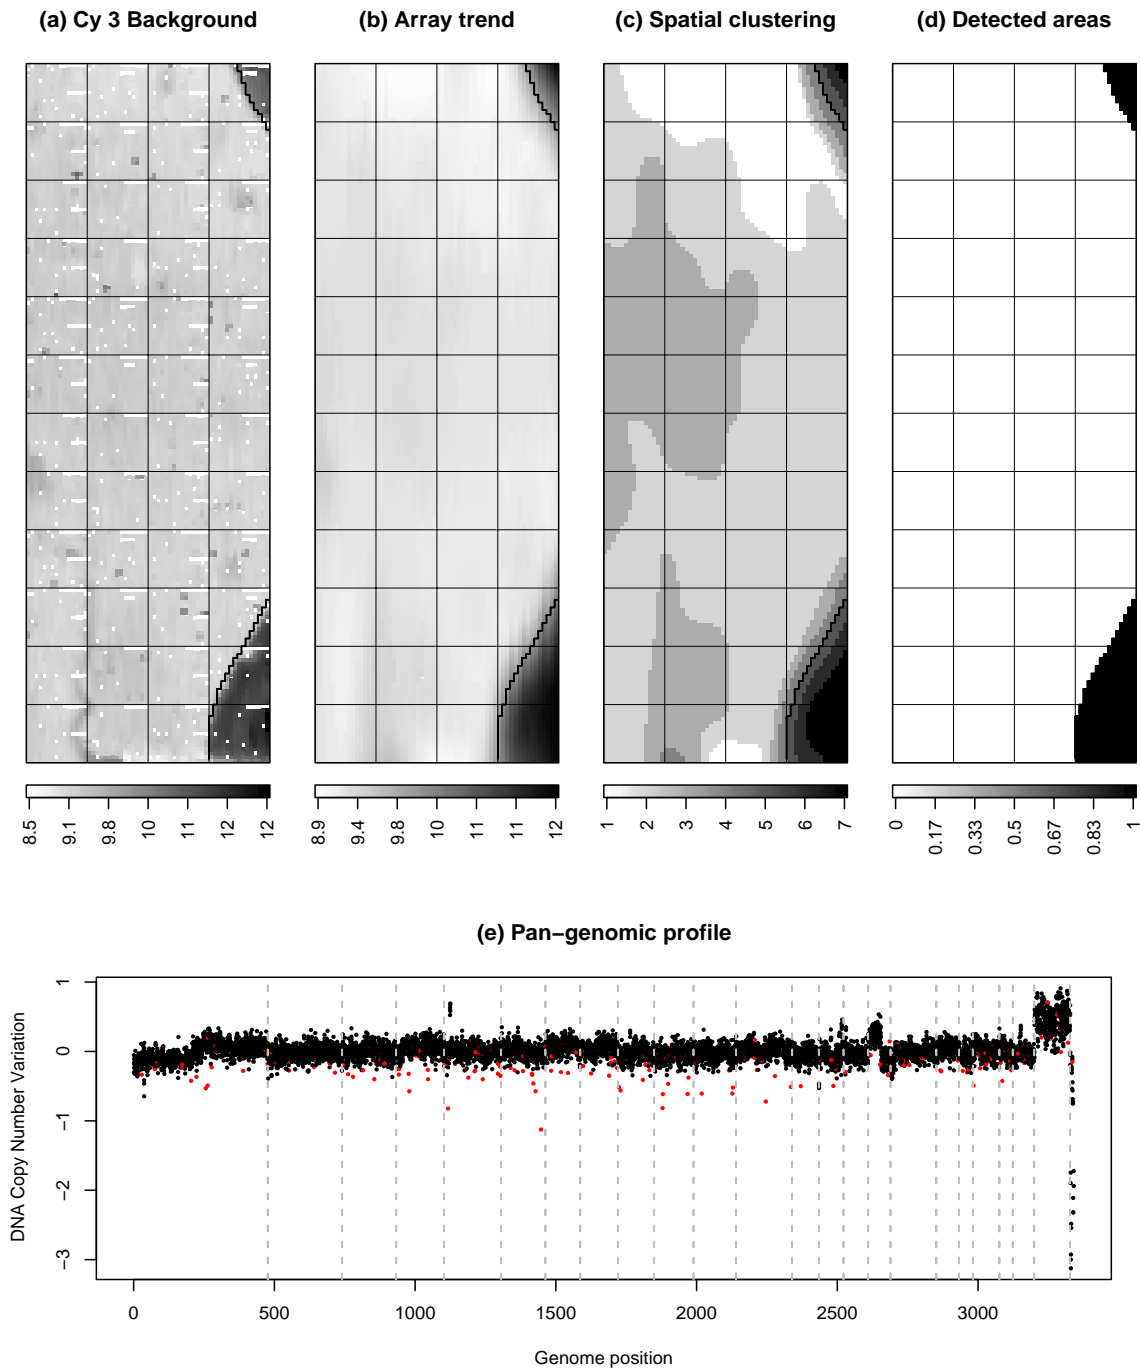 (a) Cy 3 Background
(b) Array trend
(c) Spatial clustering
(d) Detected areas
8.5 9.1 9.8 10 11 12 12
8.9 9.4 9.8 10 11 11 12
1 2 3 4 5 6 7
0 0.17 0.33 0.5 0.67 0.83 1
(e) Pan−genomic profile
DNA Copy Number Variation
1
0
−1
−2
−3
0 500 1000 1500 2000 2500 3000
Genome position